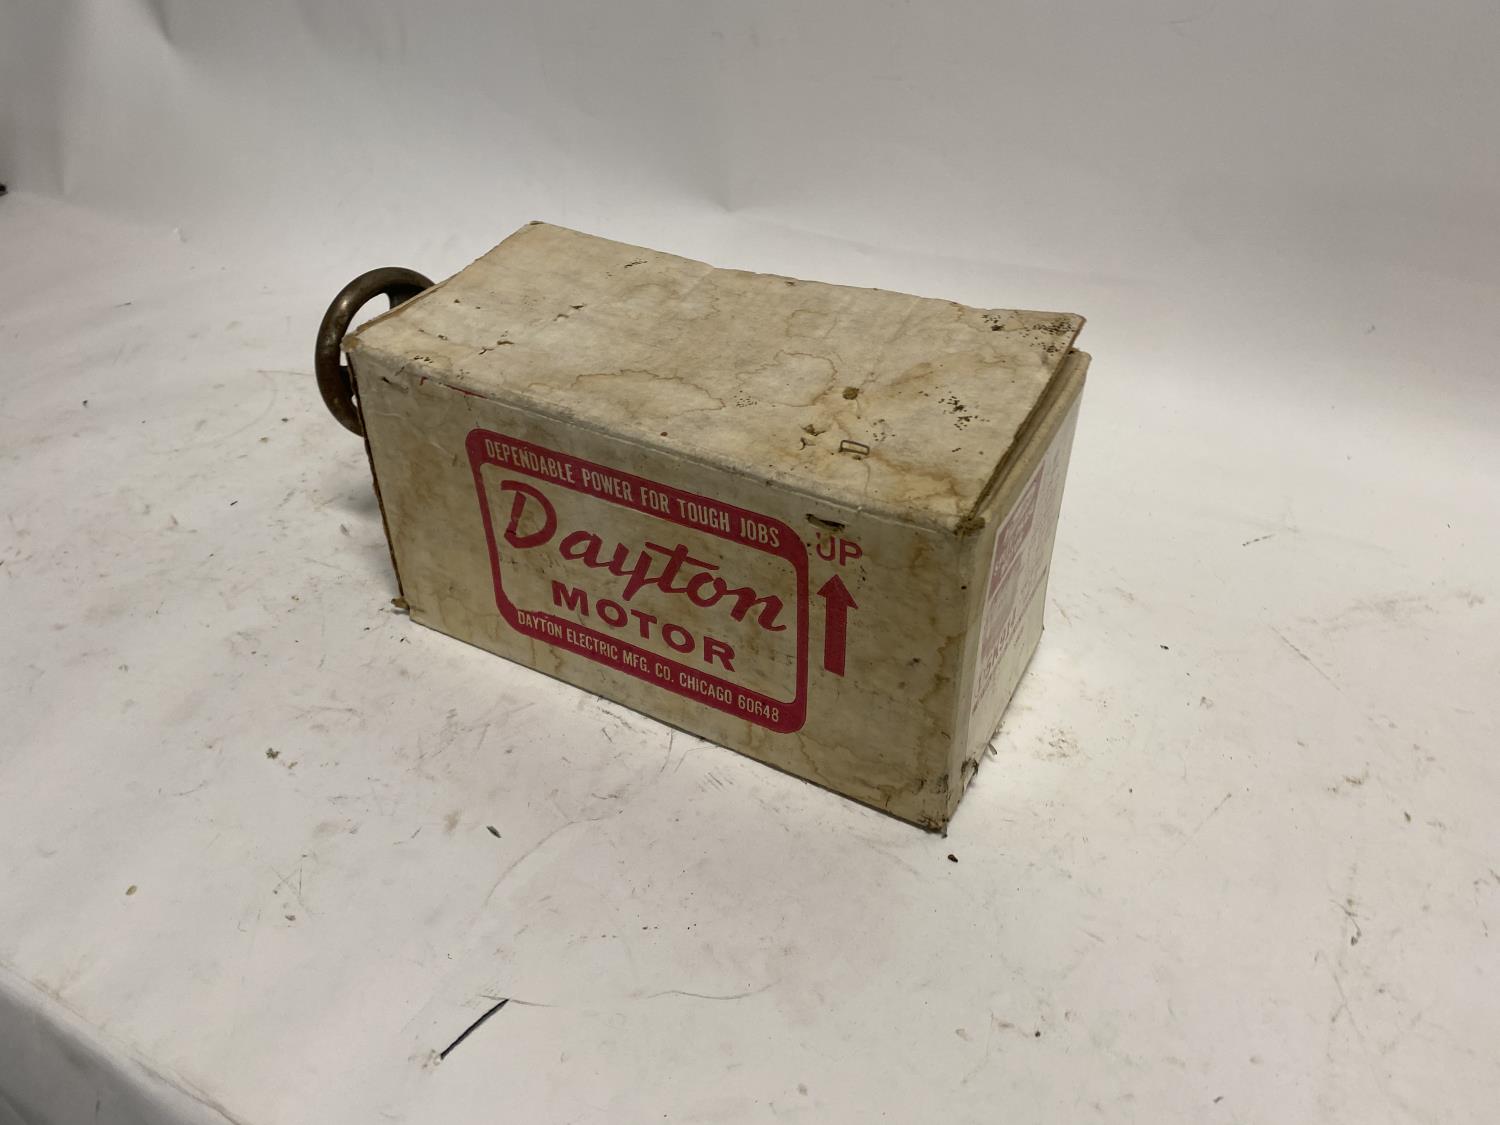 DEPENDABLE POWER FOR TOUGH JOBS
Dayton
MOTOR
DAYTON ELECTRIC MFG. CO. CHICAGO 60648
UP